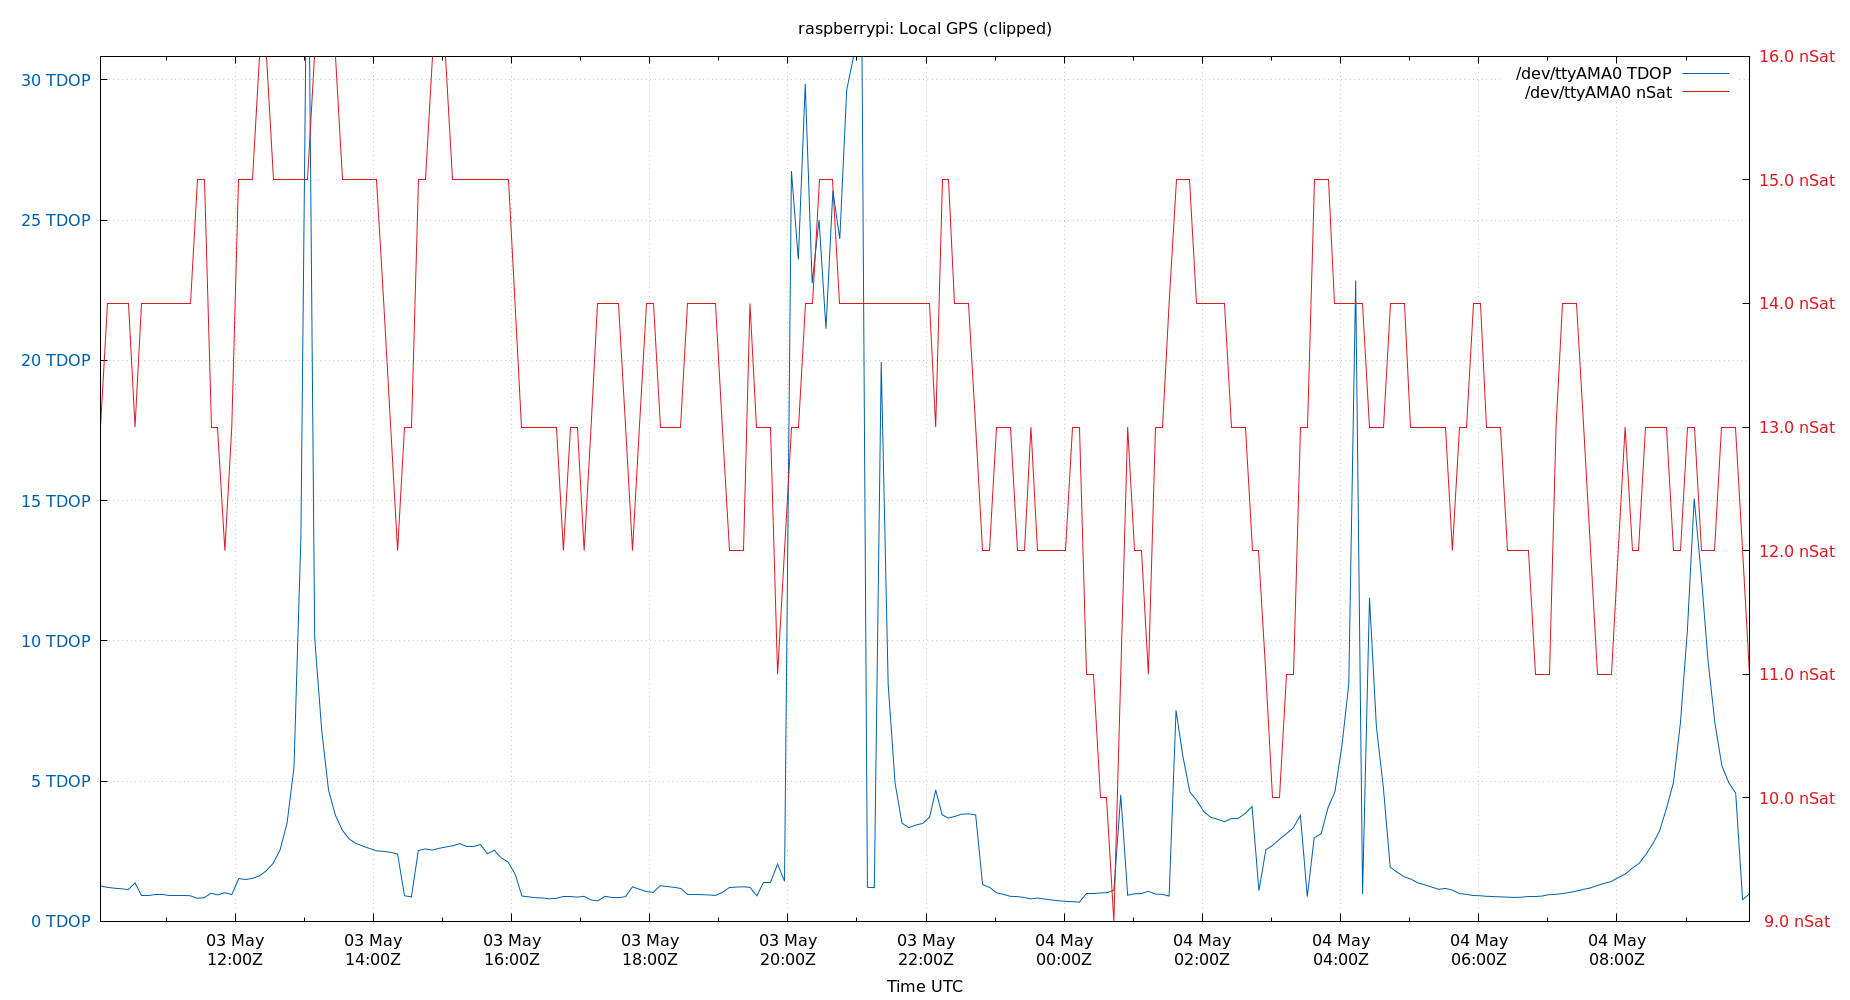 raspberrypi: Local GPS (clipped)
/dev/ttyAMA0 TDOP
/dev/ttyAMA0 nSat
30 TDOP
25 TDOP
20 TDOP
15 TDOP
10 TDOP
5 TDOP
0 TDOP
16.0 nSat
15.0 nSat
14.0 nSat
13.0 nSat
12.0 nSat
11.0 nSat
10.0 nSat
9.0 nSat
03 May
12:00Z
03 May
14:00Z
03 May
16:00Z
03 May
18:00Z
03 May
20:00Z
03 May
22:00Z
04 May
00:00Z
04 May
02:00Z
04 May
04:00Z
04 May
06:00Z
04 May
08:00Z
Time UTC